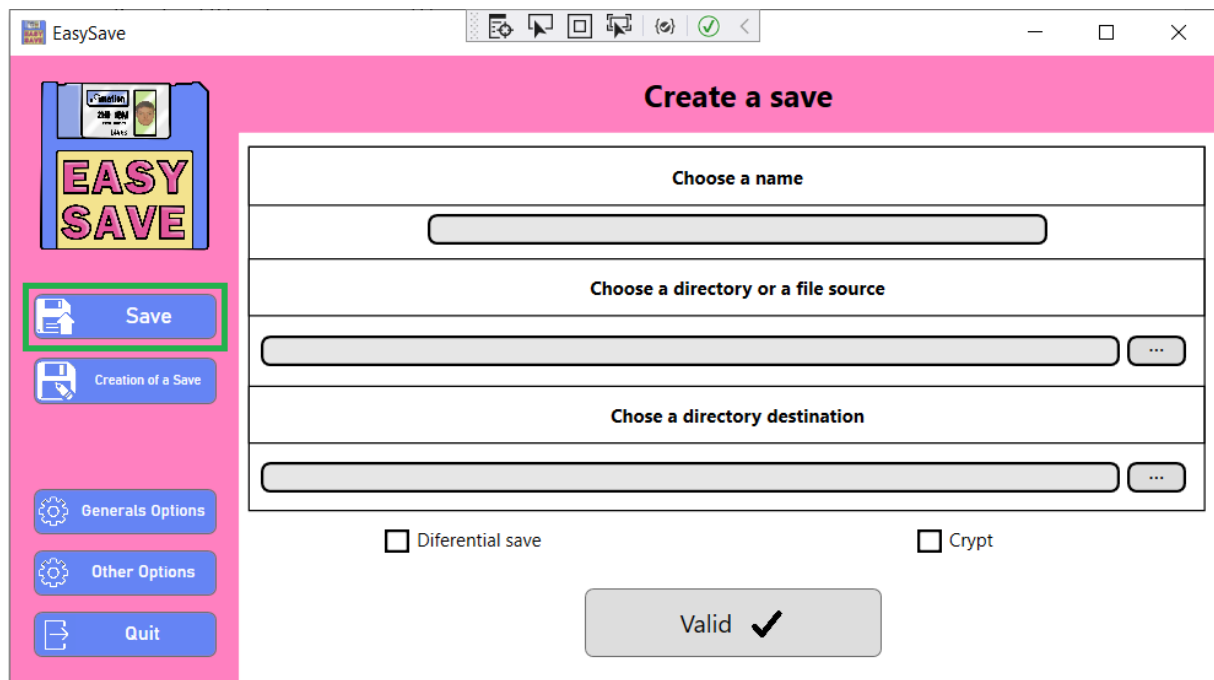 EasySave
Create a save
imation
EASY
SAVE
Choose a name
Choose a directory or a file source
Save
...
Creation of a Save
Chose a directory destination
...
Generals Options
Diferential save
Crypt
Other Options
Valid
Quit